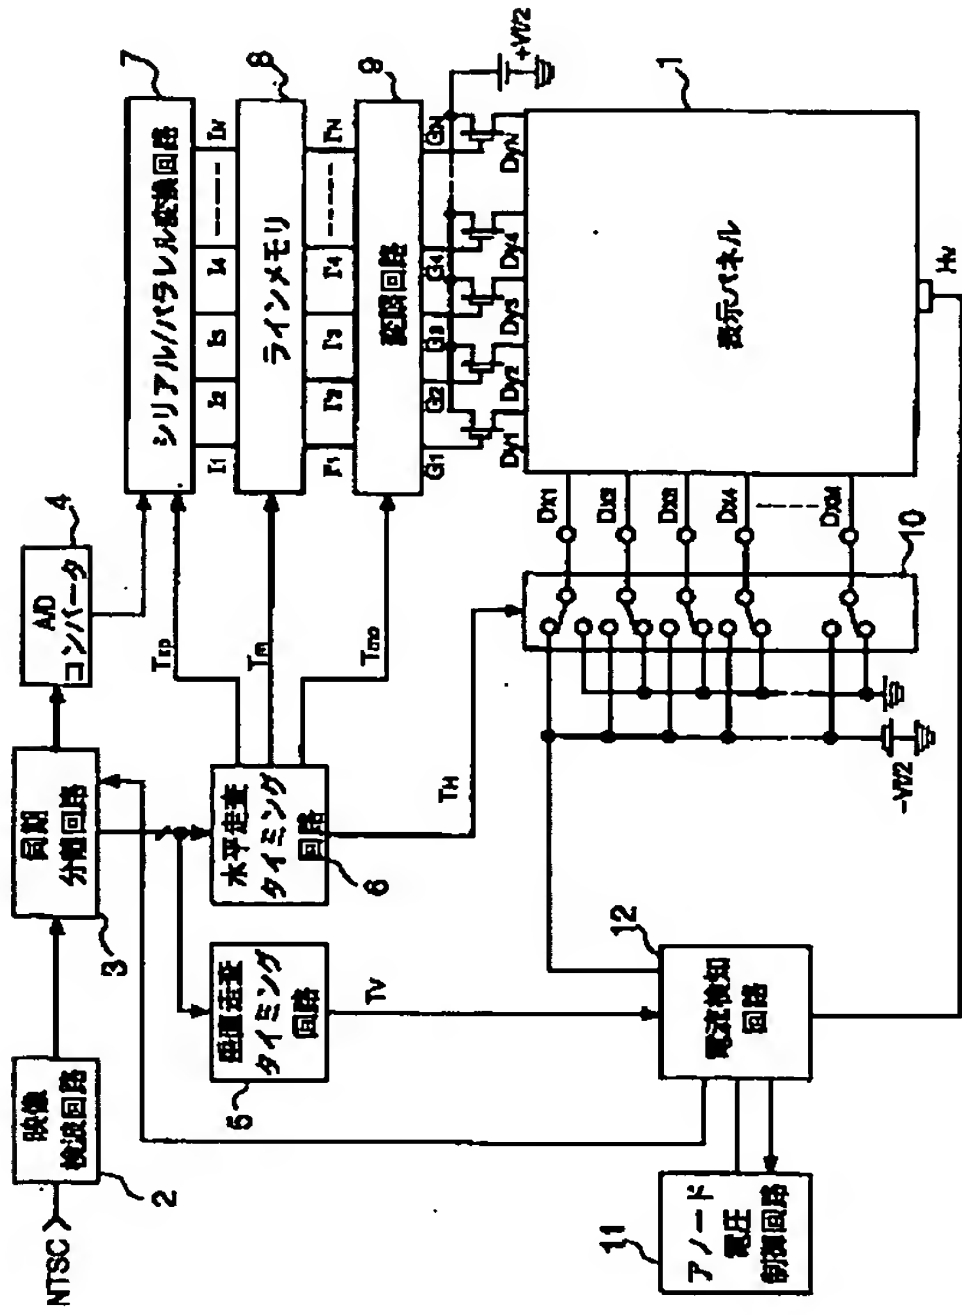 NTSC
映像
検波回路
2
同期
分離回路
3
A/D
コンバータ
4
垂直走査
タイミング
回路
5
水平走査
タイミング
回路
6
シリアル/パラレル変換回路
7
I1
I2
I3
I4
IN
ラインメモリ
8
I'1
I'2
I'3
I'4
I'N
変調回路
9
G1
G2
G3
G4
GN
+Vf/2
Tsp
Tm
Tmo
TH
TV
Dy1
Dy2
Dy3
Dy4
DyN
表示パネル
1
Hv
Dx1
Dx2
Dx3
Dx4
DxM
10
-Vf/2
電流検知
回路
12
アノード
電圧
制御回路
11